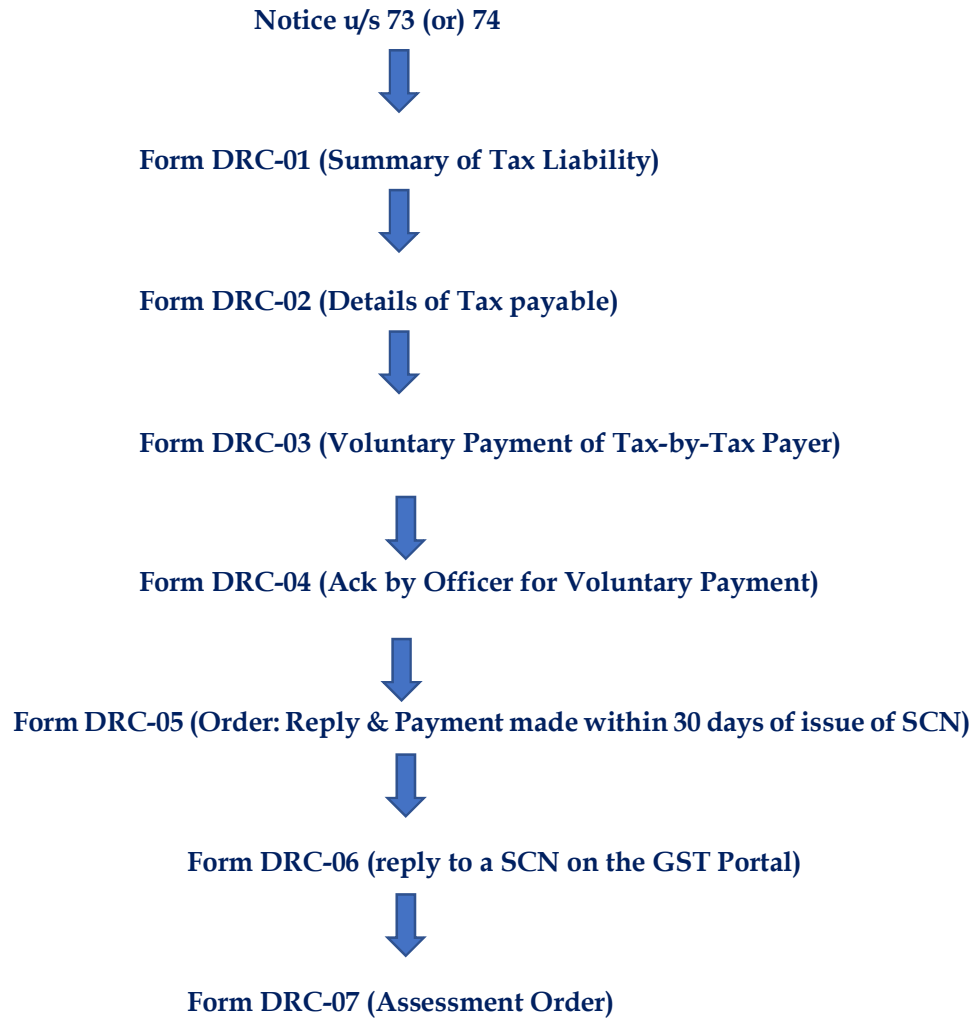 Notice u/s 73 (or) 74
Form DRC-01 (Summary of Tax Liability)
Form DRC-02 (Details of Tax payable)
Form DRC-03 (Voluntary Payment of Tax-by-Tax Payer)
Form DRC-04 (Ack by Officer for Voluntary Payment)
Form DRC-05 (Order: Reply & Payment made within 30 days of issue of SCN)
Form DRC-06 (reply to a SCN on the GST Portal)
Form DRC-07 (Assessment Order)